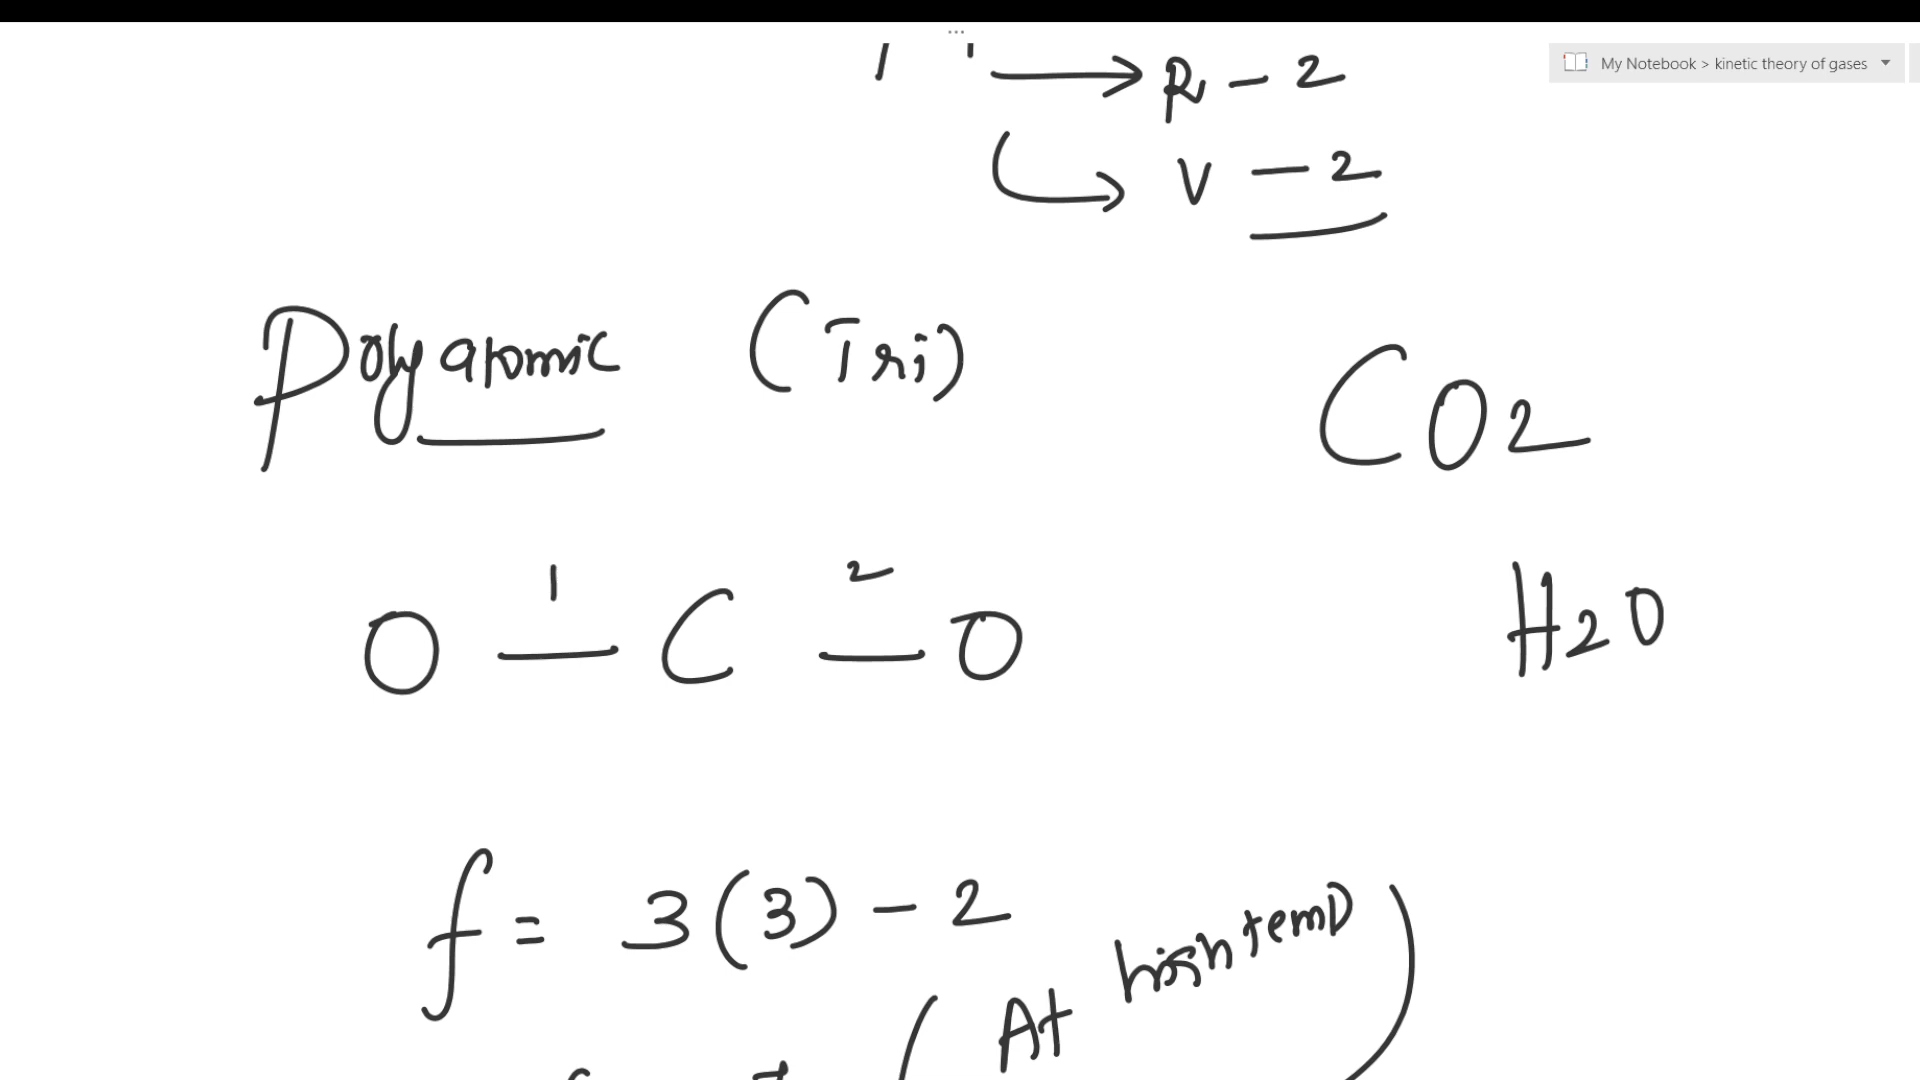 My Notebook > kinetic theory of gases
→ R - 2
→ V - 2
Polyatomic (Tri)
CO2
1 2
O - C - O
H2O
f = 3(3) - 2
(At high temp)